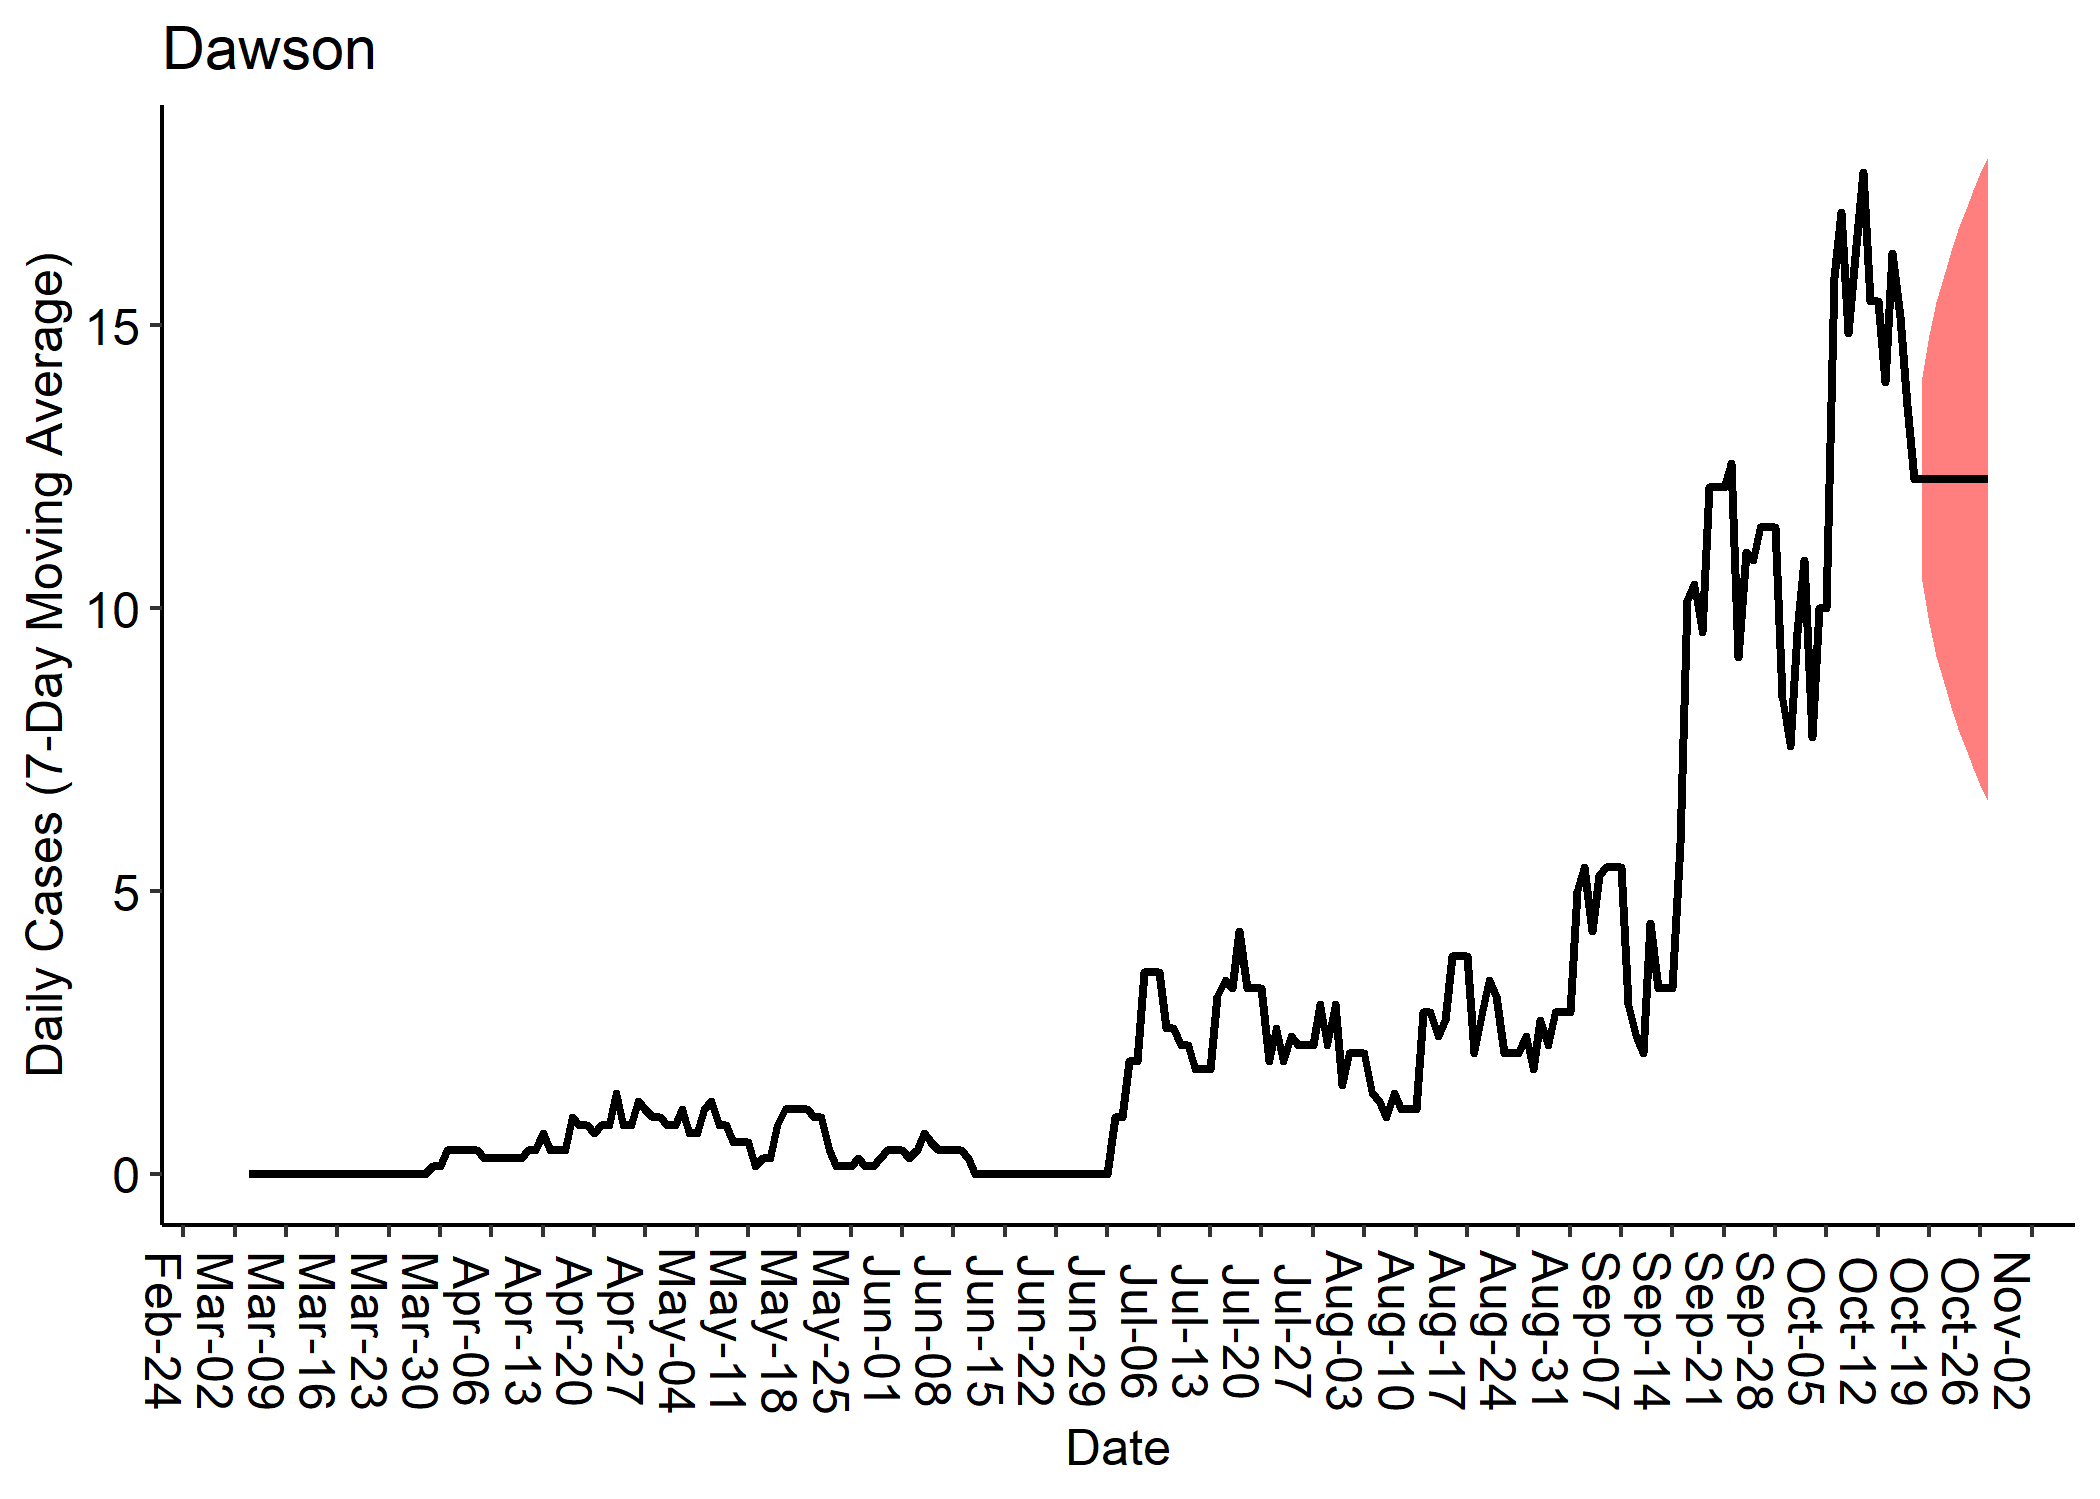 Dawson
Daily Cases (7-Day Moving Average)
15
10
5
0
Feb-24
Mar-02
Mar-09
Mar-16
Mar-23
Mar-30
Apr-06
Apr-13
Apr-20
Apr-27
May-04
May-11
May-18
May-25
Jun-01
Jun-08
Jun-15
Jun-22
Jun-29
Jul-06
Jul-13
Jul-20
Jul-27
Aug-03
Aug-10
Aug-17
Aug-24
Aug-31
Sep-07
Sep-14
Sep-21
Sep-28
Oct-05
Oct-12
Oct-19
Oct-26
Nov-02
Date